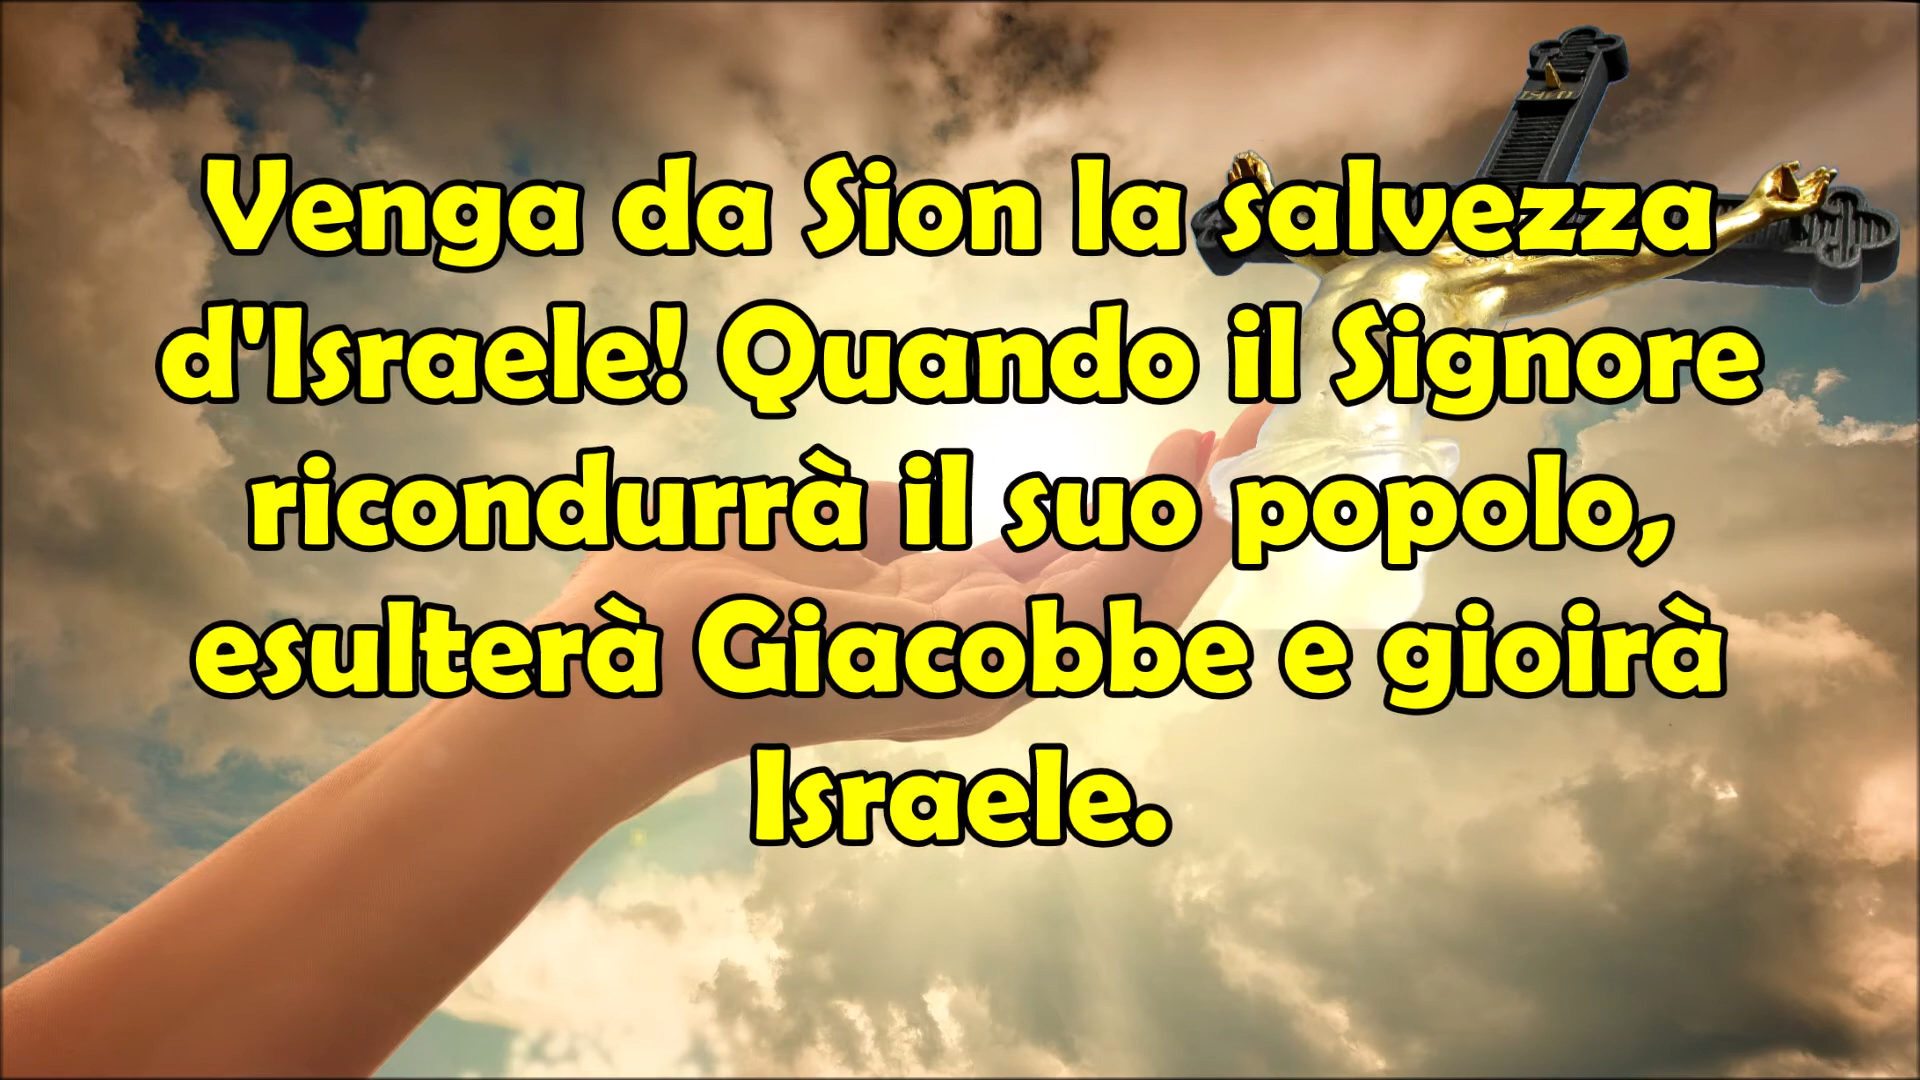 Venga da Sion la salvezza
d'Israele! Quando il Signore
ricondurrà il suo popolo,
esulterà Giacobbe e gioirà
Israele.